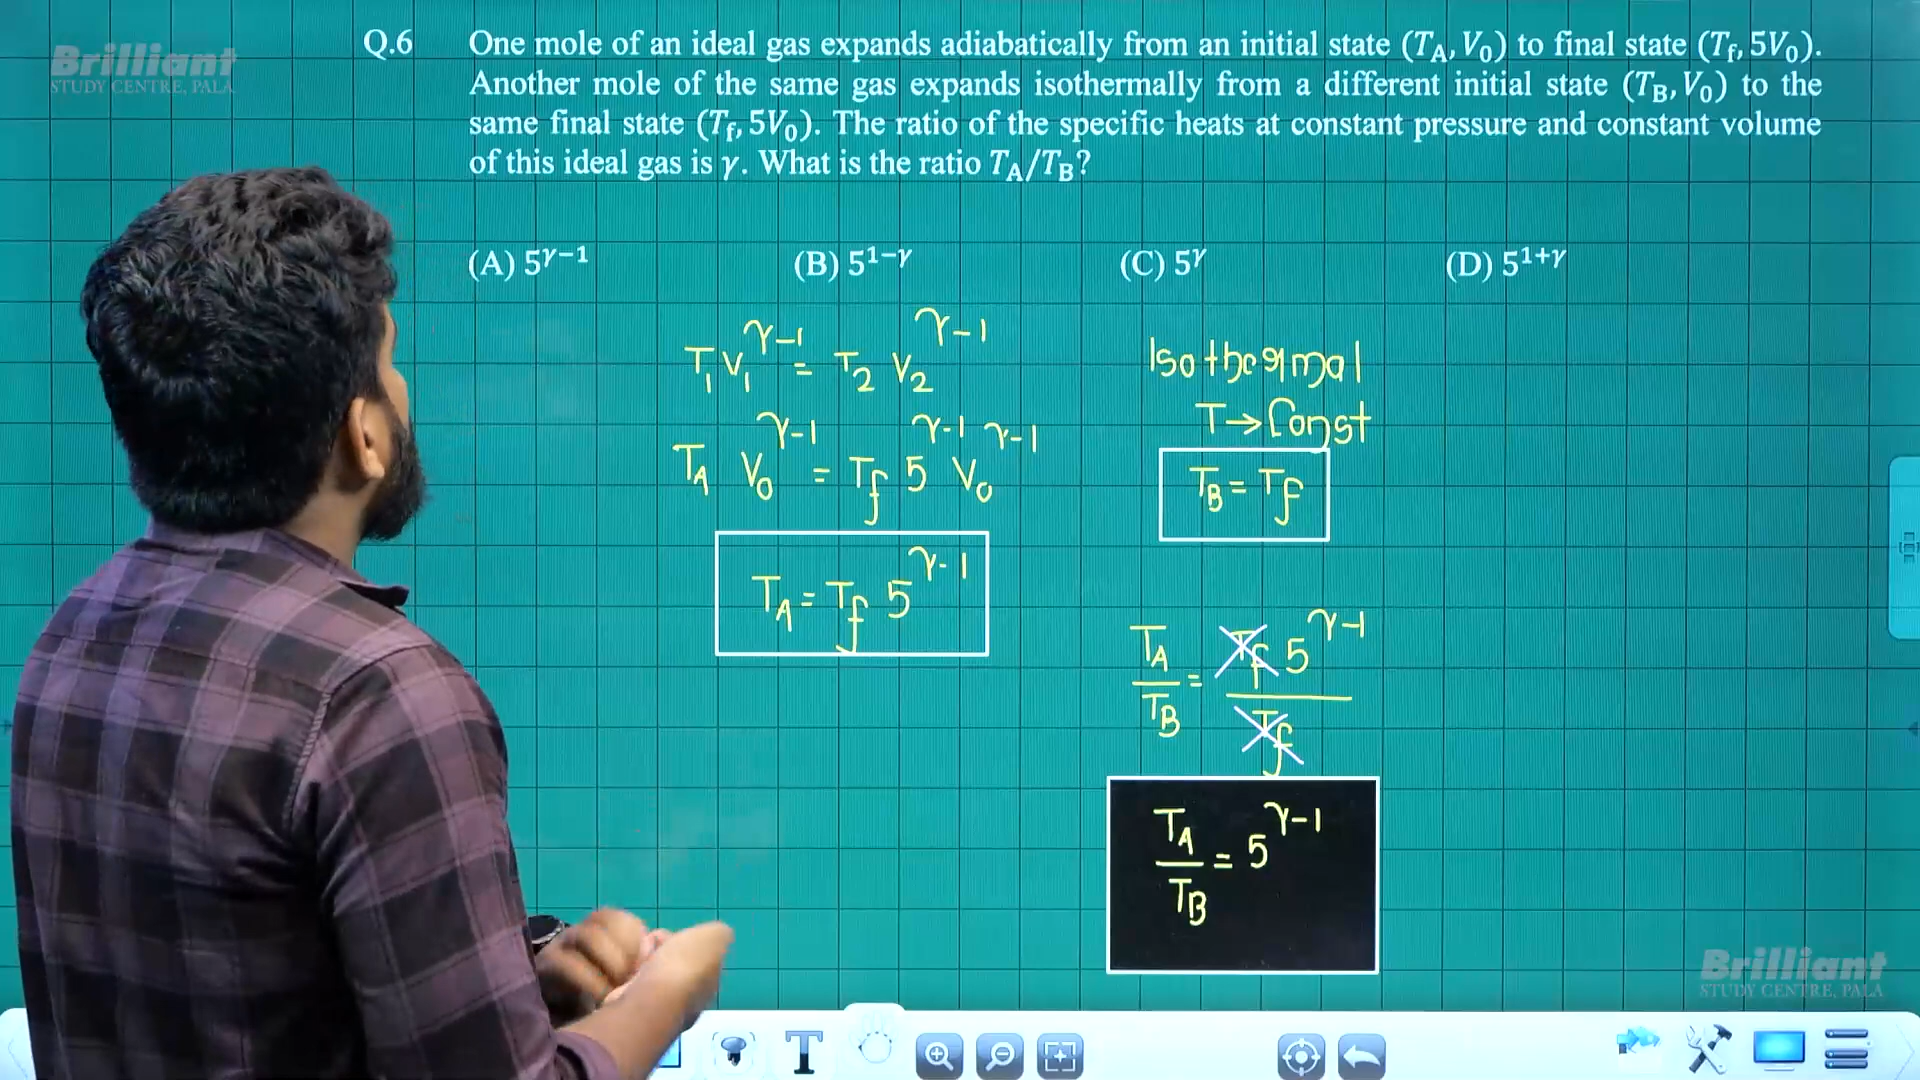 Brilliant
STUDY CENTRE, PALA
Q.6 One mole of an ideal gas expands adiabatically from an initial state (T_A, V_0) to final state (T_f, 5V_0).
Another mole of the same gas expands isothermally from a different initial state (T_B, V_0) to the
same final state (T_f, 5V_0). The ratio of the specific heats at constant pressure and constant volume
of this ideal gas is γ. What is the ratio T_A/T_B?
(A) 5^{γ−1} (B) 5^{1−γ} (C) 5^γ (D) 5^{1+γ}
T_1 V_1^{γ-1} = T_2 V_2^{γ-1}
T_A V_0^{γ-1} = T_f 5^{γ-1} V_0^{γ-1}
T_A = T_f 5^{γ-1}
Isothermal
T → Const
T_B = T_f
T_A/T_B = T_f 5^{γ-1}/T_f
T_A/T_B = 5^{γ-1}
Brilliant
STUDY CENTRE, PALA
T